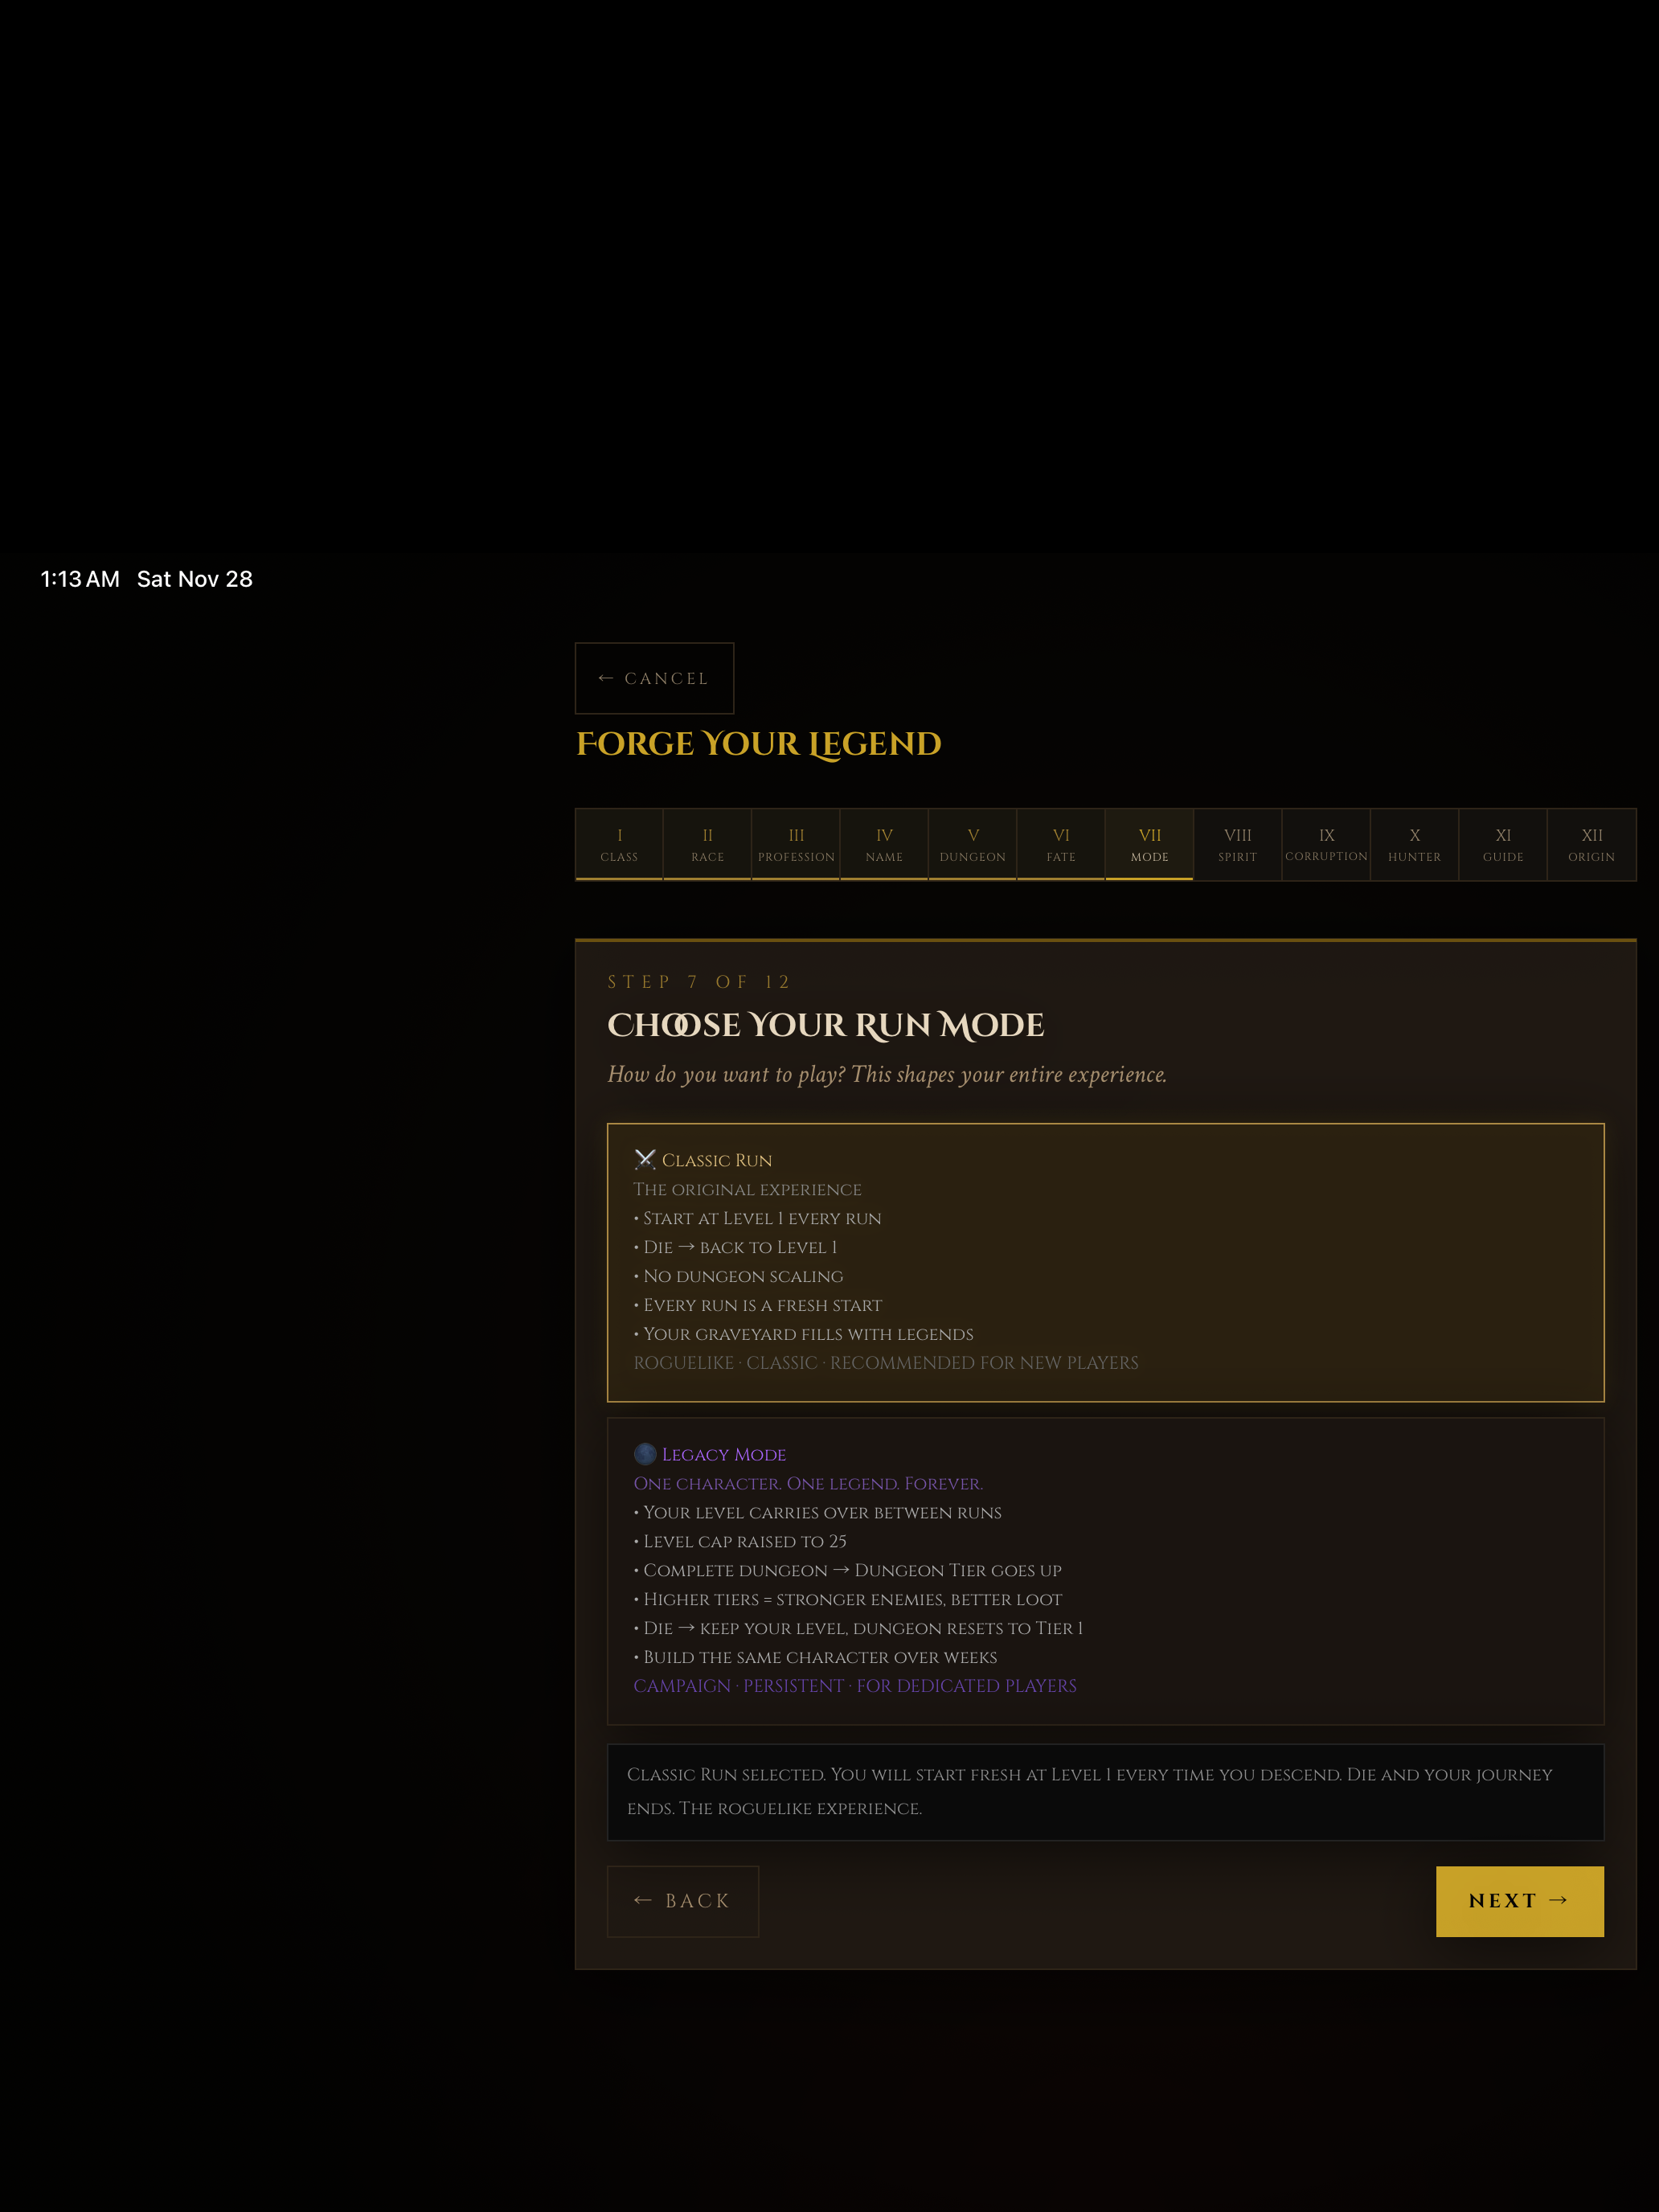 1:13 AM Sat Nov 28
← CANCEL
Forge Your Legend
I II III IV V VI VII VIII IX X XI XII
CLASS RACE PROFESSION NAME DUNGEON FATE MODE SPIRIT CORRUPTION HUNTER GUIDE ORIGIN
STEP 7 OF 12
Choose Your Run Mode
How do you want to play? This shapes your entire experience.
⚔️ Classic Run
The original experience
• Start at Level 1 every run
• Die → back to Level 1
• No dungeon scaling
• Every run is a fresh start
• Your graveyard fills with legends
ROGUELIKE · CLASSIC · RECOMMENDED FOR NEW PLAYERS
🌑 Legacy Mode
One character. One legend. Forever.
• Your level carries over between runs
• Level cap raised to 25
• Complete dungeon → Dungeon Tier goes up
• Higher tiers = stronger enemies, better loot
• Die → keep your level, dungeon resets to Tier 1
• Build the same character over weeks
CAMPAIGN · PERSISTENT · FOR DEDICATED PLAYERS
Classic Run selected. You will start fresh at Level 1 every time you descend. Die and your journey
ends. The roguelike experience.
← BACK
NEXT →